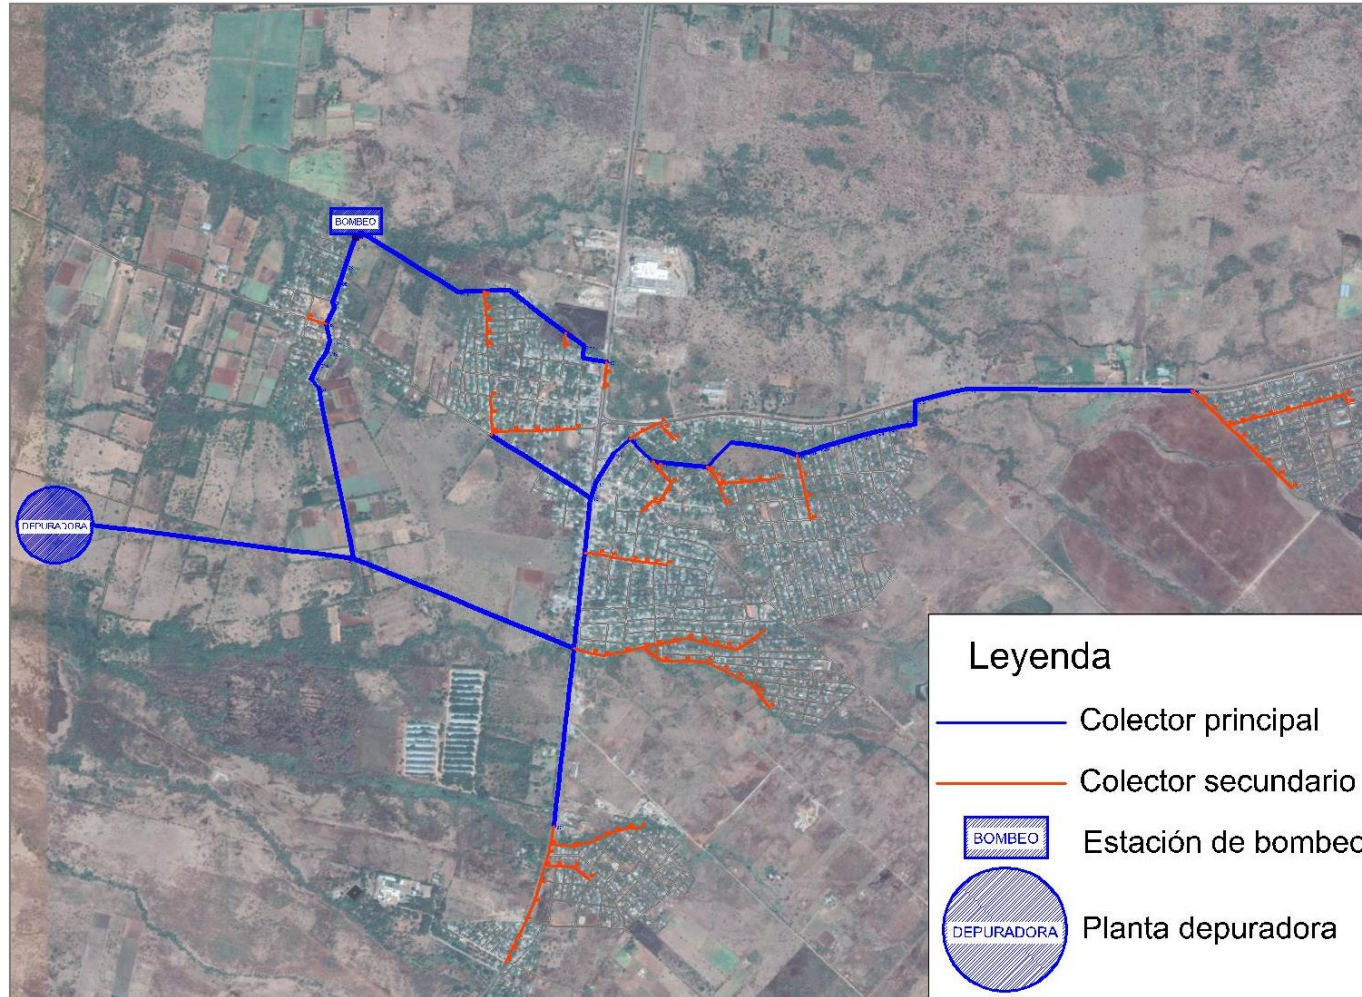 BOMBEO
DEPURADORA
Leyenda
Colector principal
Colector secundario
BOMBEO
Estación de bombeo
DEPURADORA
Planta depuradora